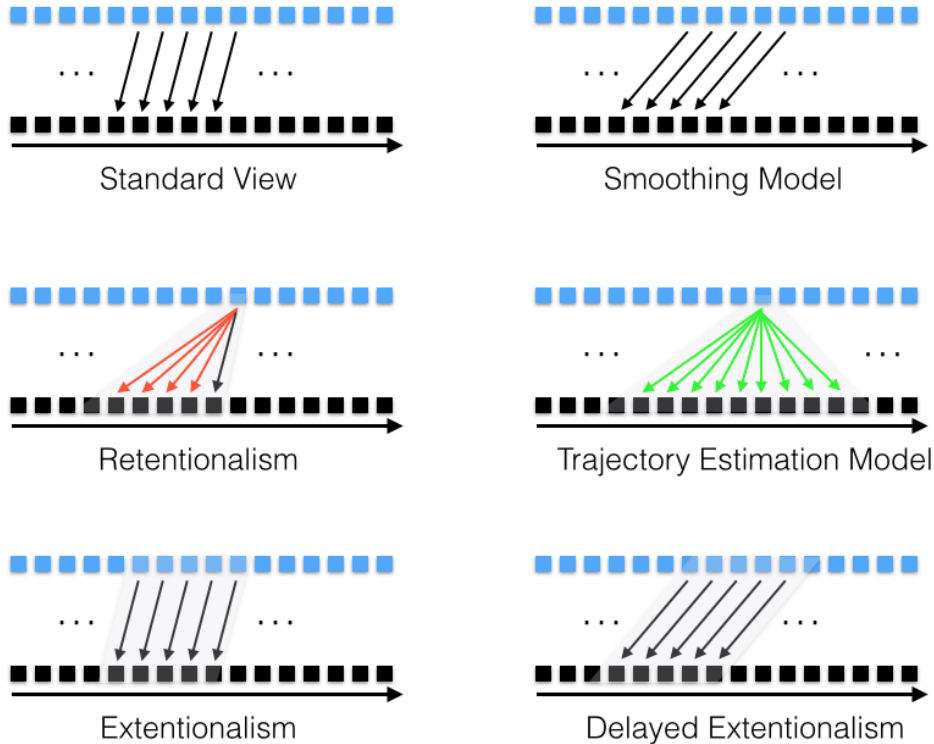 ... ...
... ...
Standard View
Smoothing Model
... ...
... ...
Retentionalism
Trajectory Estimation Model
... ...
... ...
Extentionalism
Delayed Extentionalism